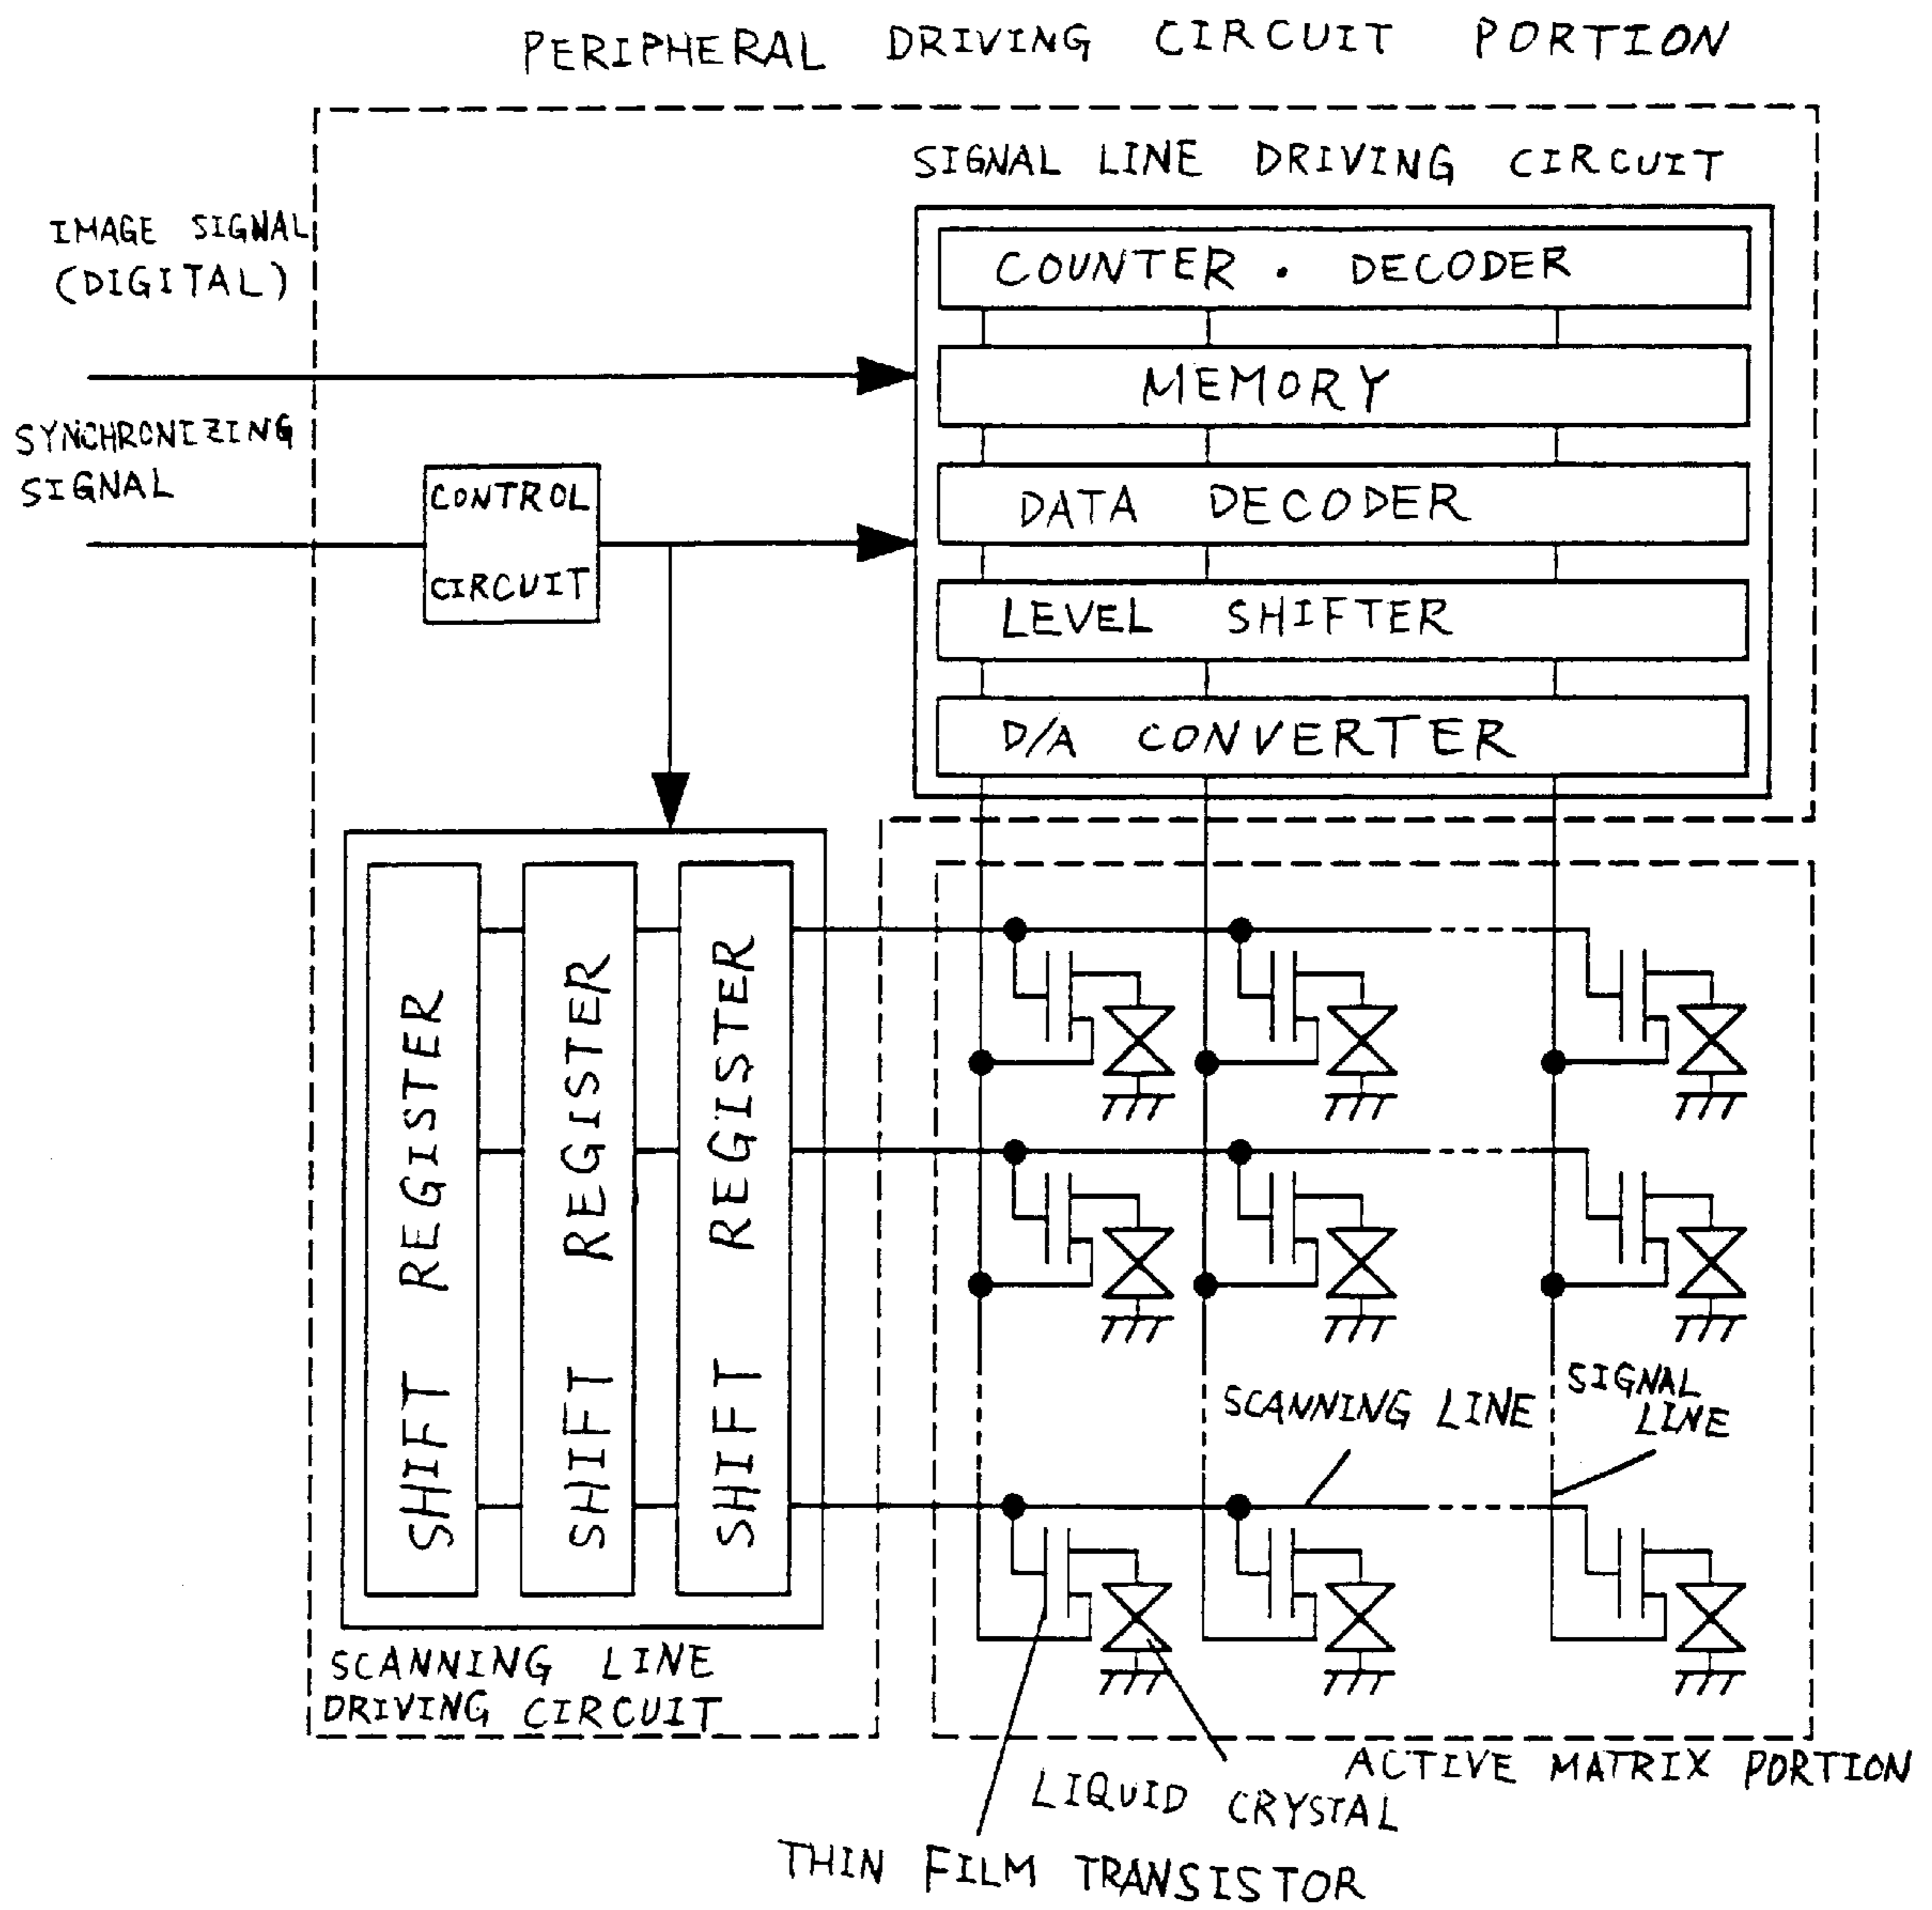 PERIPHERAL DRIVING CIRCUIT PORTION
SIGNAL LINE DRIVING CIRCUIT
IMAGE SIGNAL
(DIGITAL)
COUNTER · DECODER
MEMORY
SYNCHRONIZING
SIGNAL
CONTROL
CIRCUIT
DATA DECODER
LEVEL SHIFTER
D/A CONVERTER
SHIFT REGISTER
SHIFT REGISTER
SHIFT REGISTER
SCANNING LINE
SIGNAL
LINE
SCANNING LINE
DRIVING CIRCUIT
ACTIVE MATRIX PORTION
LIQUID CRYSTAL
THIN FILM TRANSISTOR